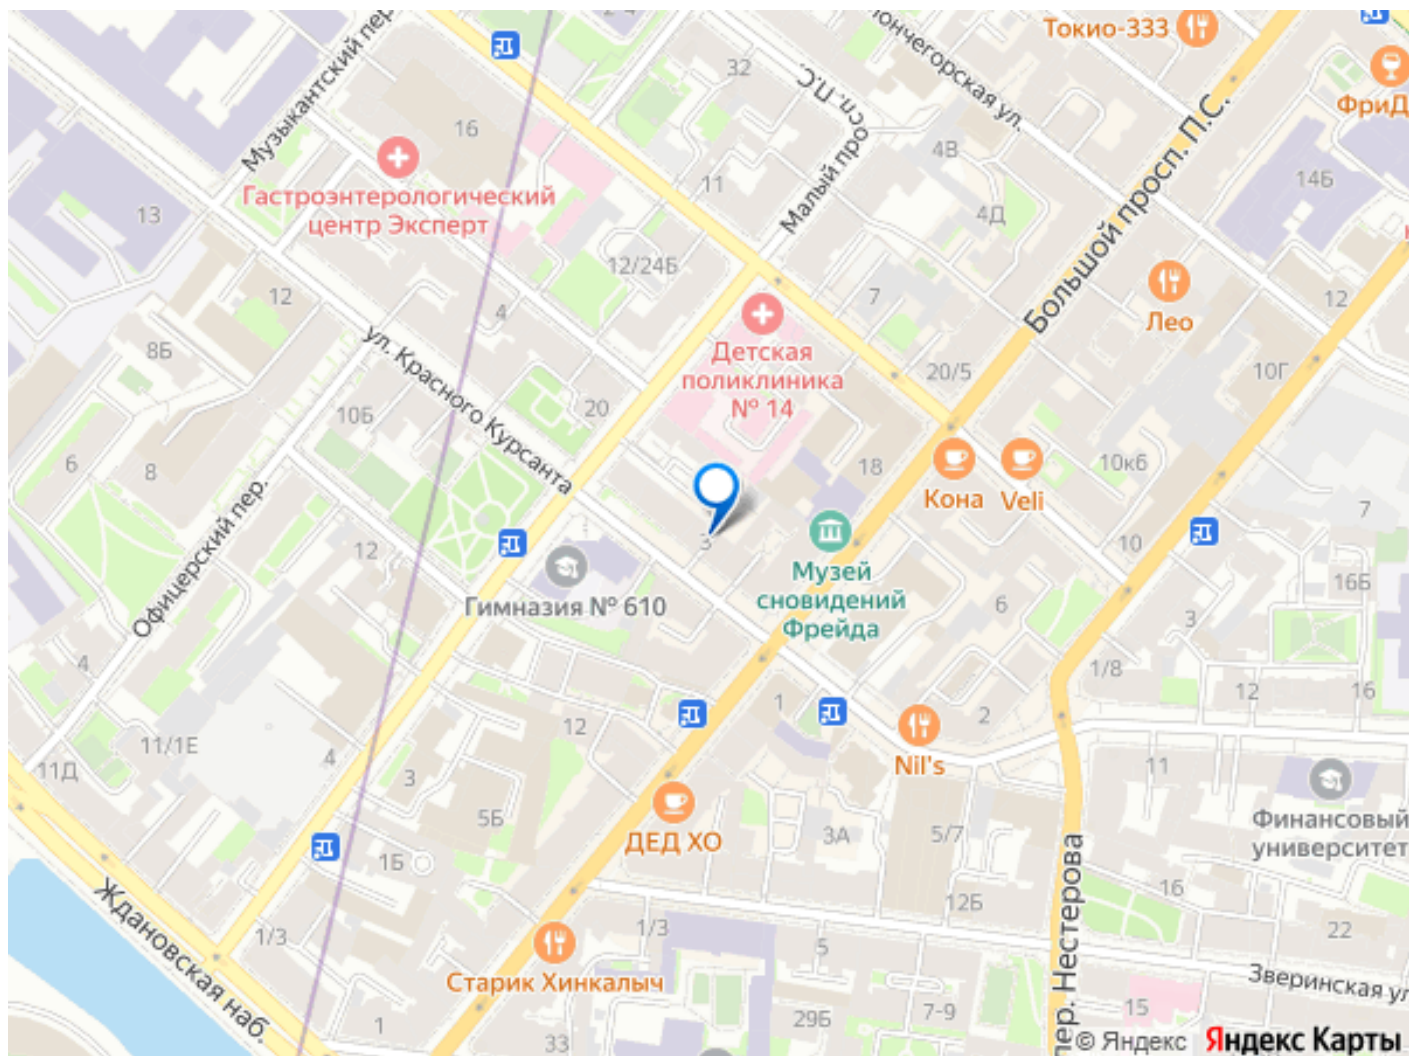 Токио-333
ФриД
Мончегорская ул.
Музыкантский пер.
32
Малый просп. П.С.
16
4В
Большой просп. П.С.
14Б
11
Гастроэнтерологический
центр Эксперт
13
4Д
12/24Б
12
7
12
4
Лео
ул. Красного Курсанта
8Б
Детская
поликлиника
№ 14
20/5
10Г
10Б
20
6
8
18
10к6
Кона
Veli
7
Офицерский пер.
3
10
12
Музей
сновидений
Фрейда
16Б
Гимназия № 610
6
3
4
1/8
12
16
1
2
12
11/1Е
4
11Д
3
Nil's
11
5Б
Финансовый
университет
ДЕД ХО
3А
5/7
1Б
Ждановская наб.
16
12Б
пер. Нестерова
1/3
1/3
5
22
Старик Хинкалыч
Зверинская ул
15
7-9
29Б
1
33
© Яндекс Яндекс Карты